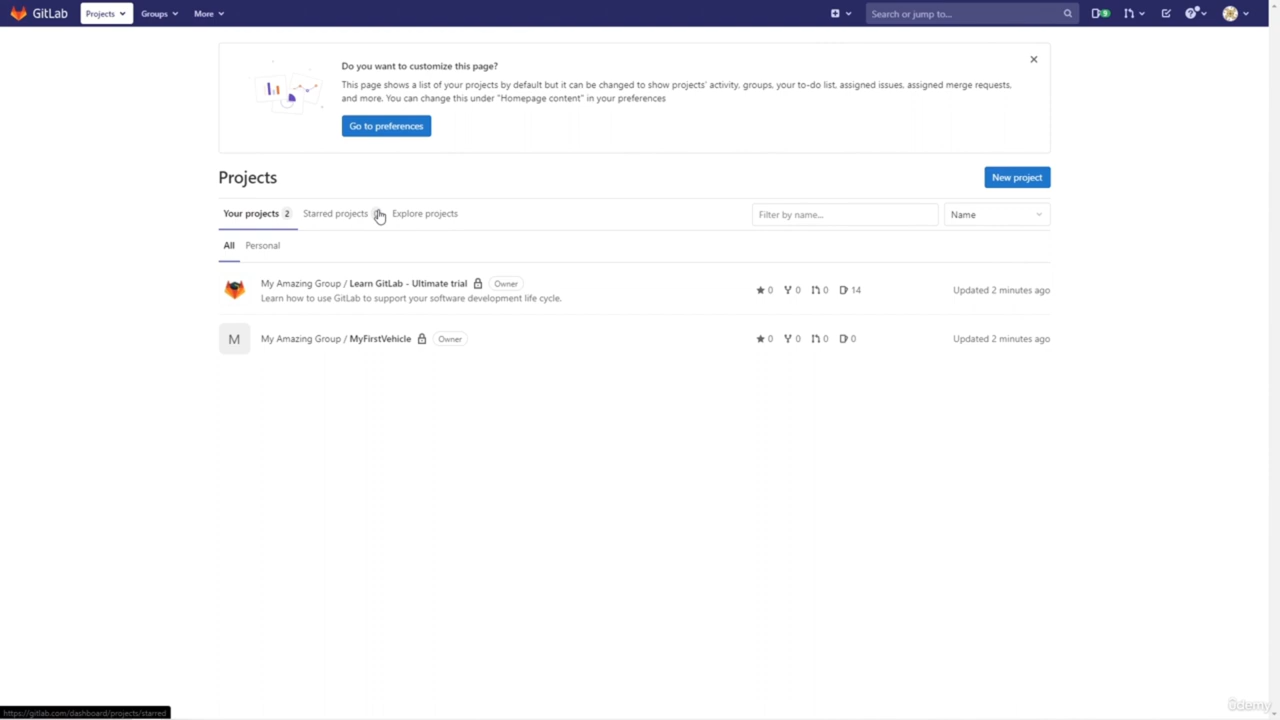 GitLab Projects Groups More Search or jump to... 9
Do you want to customize this page?
This page shows a list of your projects by default but it can be changed to show projects' activity, groups, your to-do list, assigned issues, assigned merge requests,
and more. You can change this under "Homepage content" in your preferences
Go to preferences
Projects New project
Your projects 2 Starred projects Explore projects Filter by name... Name
All Personal
My Amazing Group / Learn GitLab - Ultimate trial Owner 0 0 0 14 Updated 2 minutes ago
Learn how to use GitLab to support your software development life cycle.
M My Amazing Group / MyFirstVehicle Owner 0 0 0 0 Updated 2 minutes ago
https://gitlab.com/dashboard/projects/starred
ûdemy